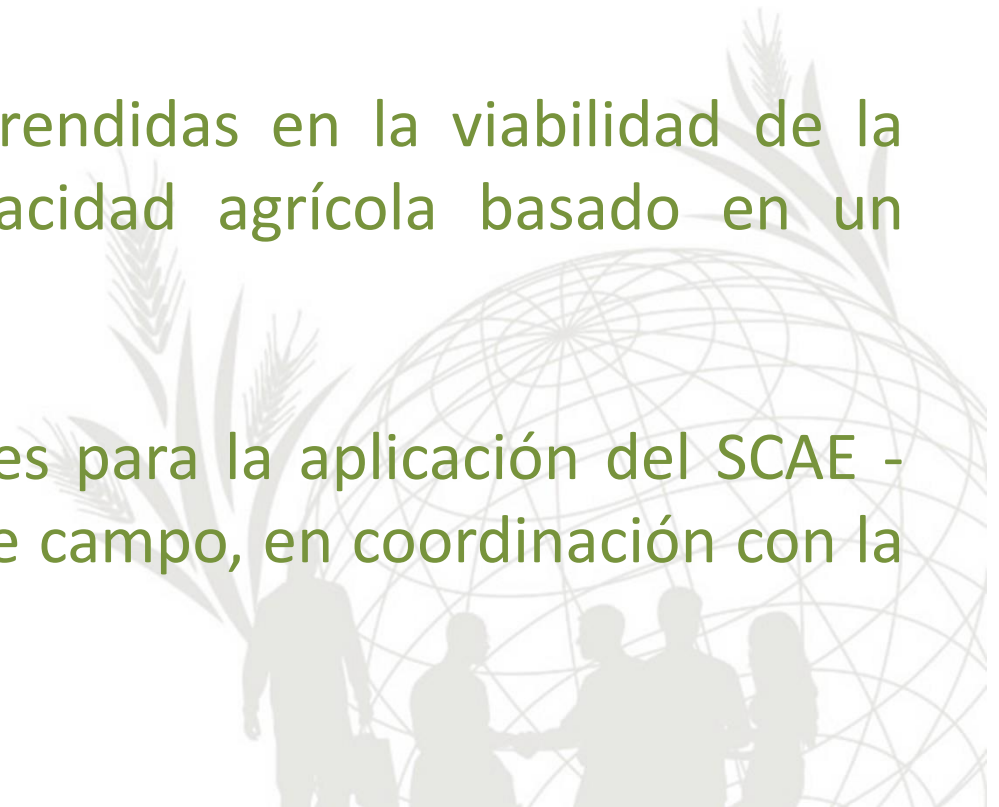 rendidas en la viabilidad de la
acidad agrícola basado en un
es para la aplicación del SCAE -
e campo, en coordinación con la